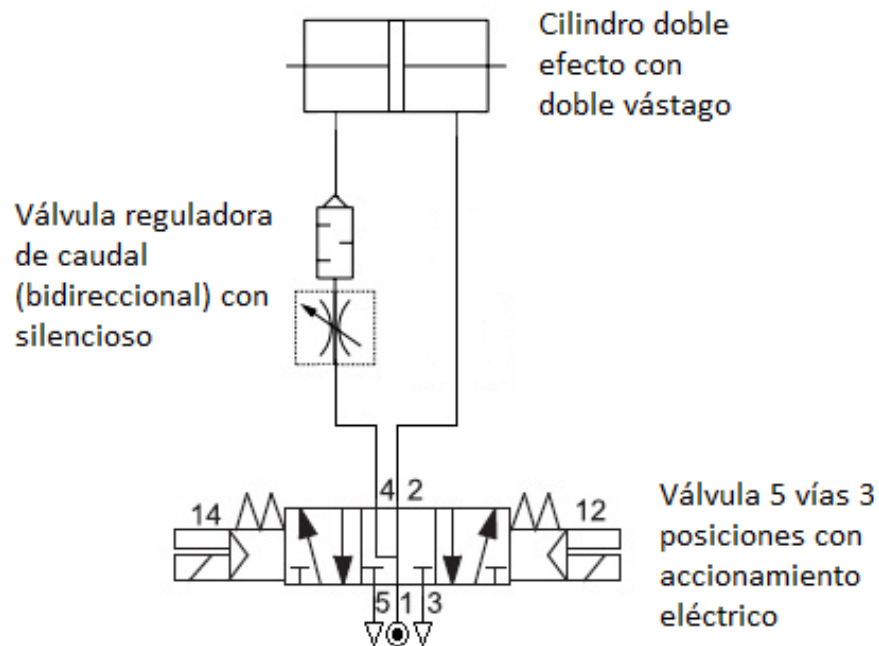 Cilindro doble
efecto con
doble vástago
Válvula reguladora
de caudal
(bidireccional) con
silencioso
4 2
14
12
5 1 3
Válvula 5 vías 3
posiciones con
accionamiento
eléctrico